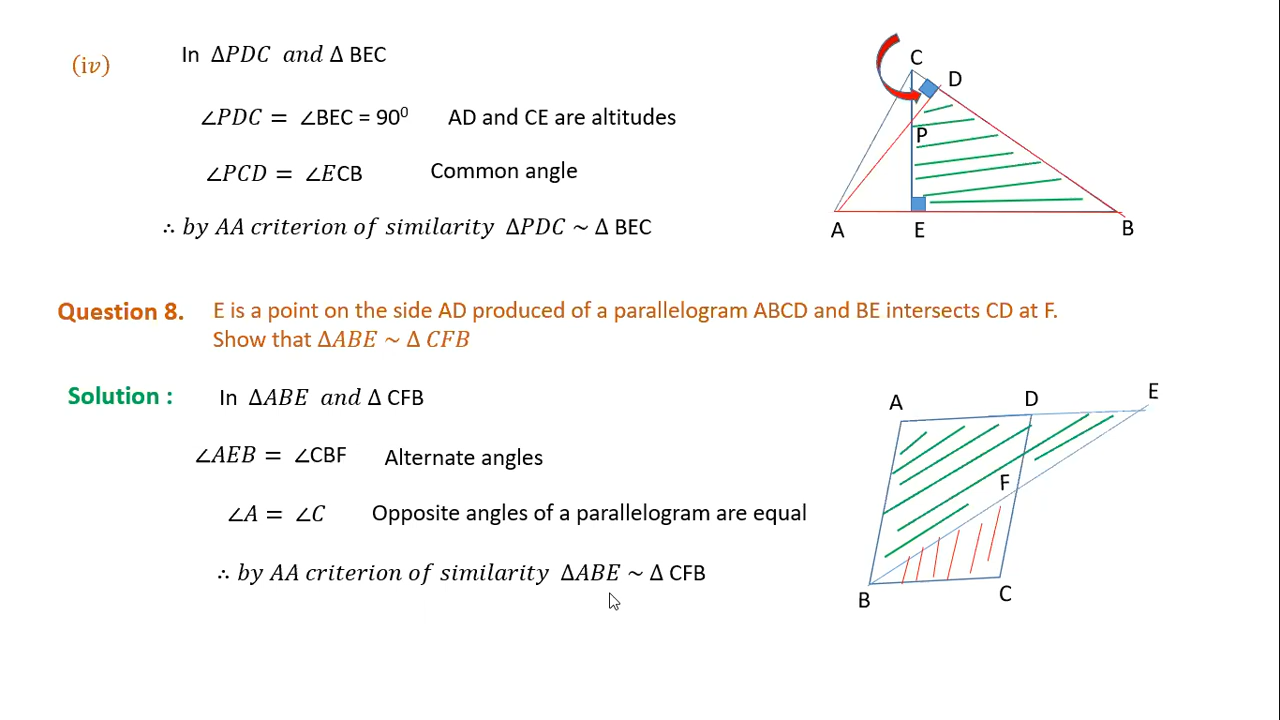 (iv) In ΔPDC and Δ BEC
∠PDC = ∠BEC = 90⁰ AD and CE are altitudes
∠PCD = ∠ECB Common angle
∴ by AA criterion of similarity ΔPDC ~ Δ BEC
C
D
P
A
E
B
Question 8. E is a point on the side AD produced of a parallelogram ABCD and BE intersects CD at F.
Show that ΔABE ~ Δ CFB
Solution : In ΔABE and Δ CFB
∠AEB = ∠CBF Alternate angles
∠A = ∠C Opposite angles of a parallelogram are equal
∴ by AA criterion of similarity ΔABE ~ Δ CFB
A
D
E
F
B
C